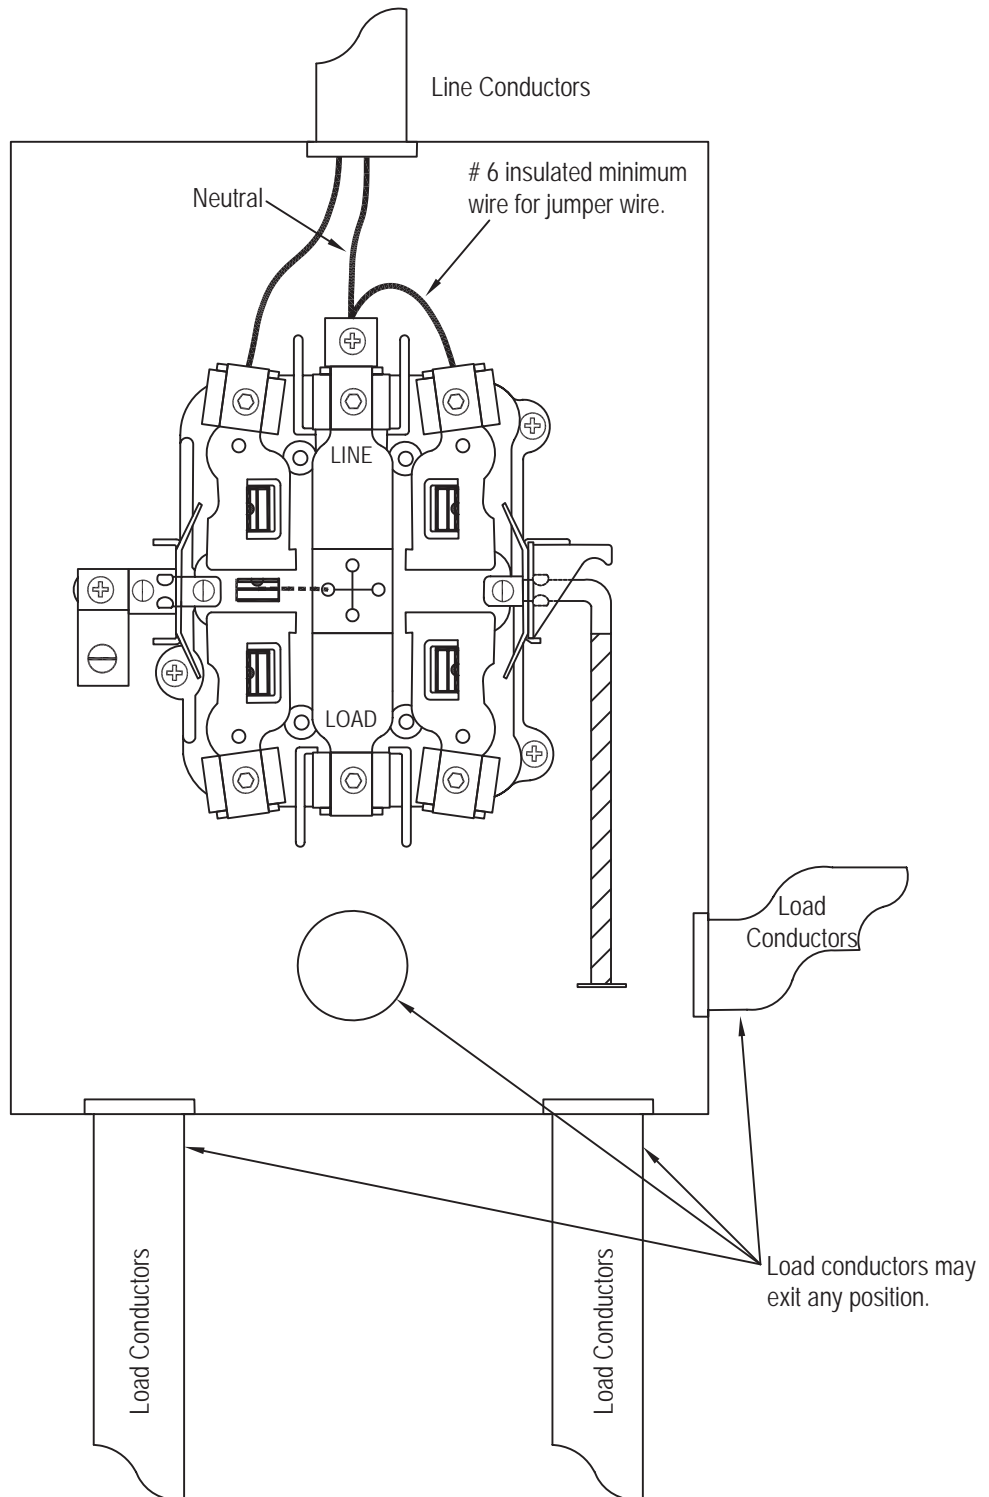 Line Conductors
# 6 insulated minimum
wire for jumper wire.
Neutral
LINE
LOAD
Load
Conductors
Load conductors may
exit any position.
Load Conductors
Load Conductors